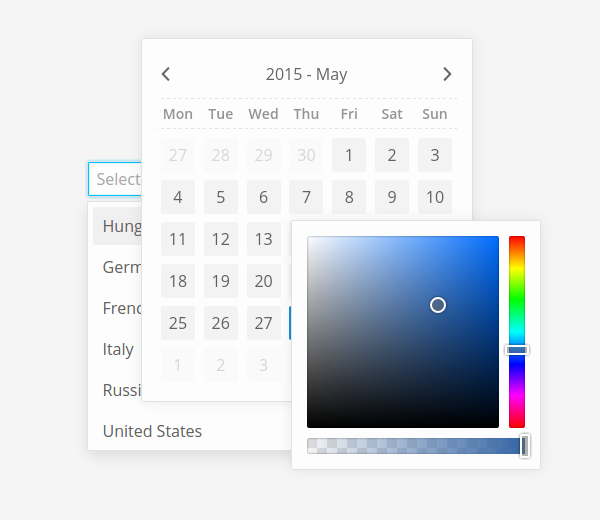 2015 - May
Mon Tue Wed Thu Fri Sat Sun
27 28 29 30 1 2 3
4 5 6 7 8 9 10
11 12 13
18 19 20
25 26 27
1 2 3
Select
Hung
Germ
Frenc
Italy
Russi
United States